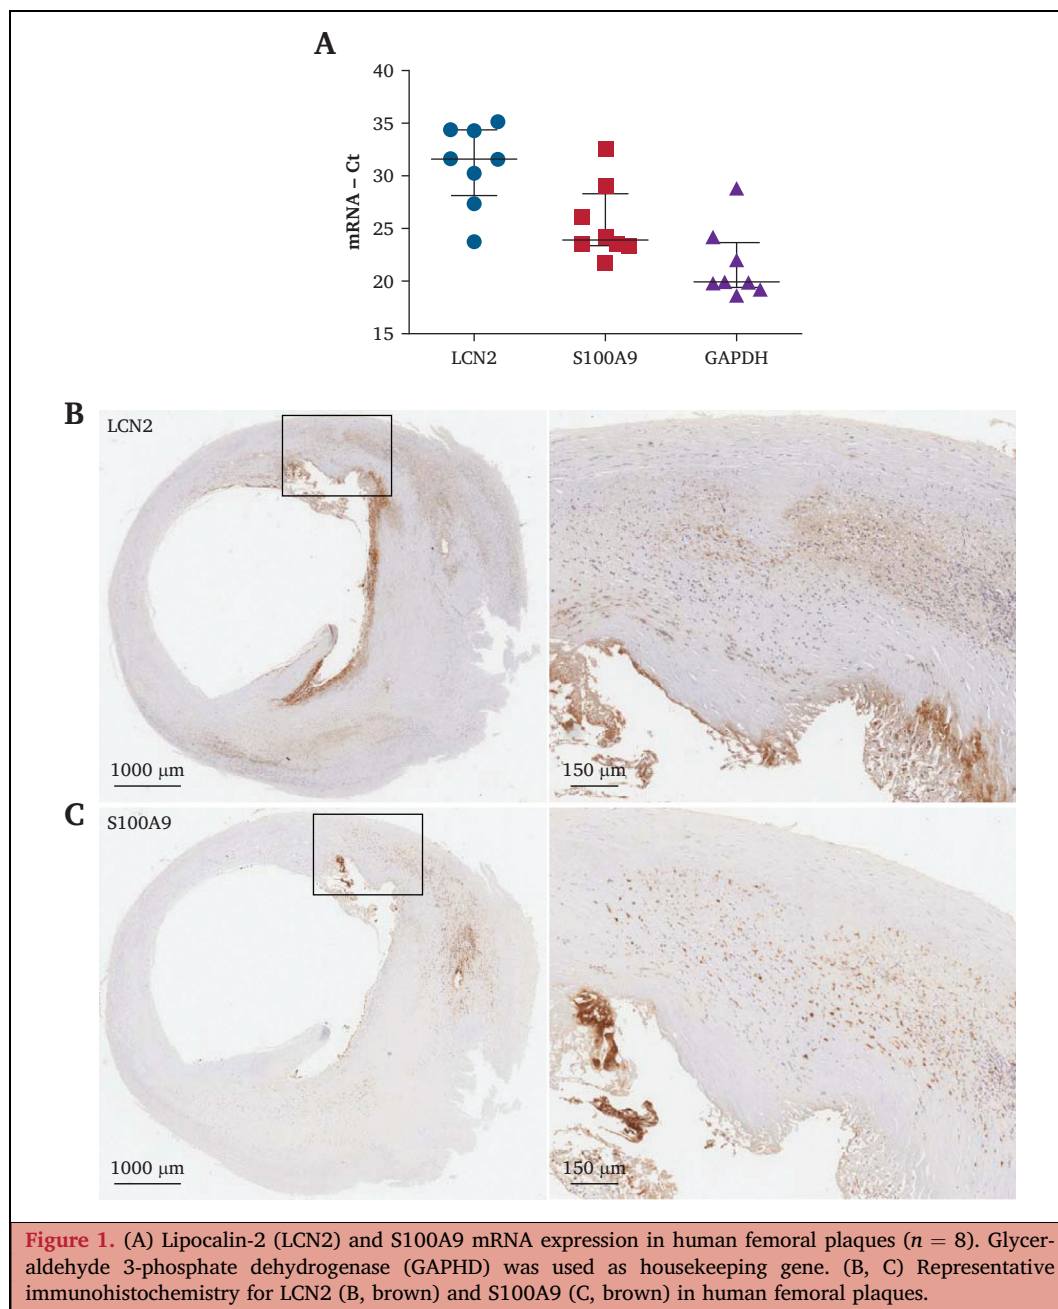 A
40
35
30
25
20
15
mRNA – Ct
LCN2 S100A9 GAPDH
B
LCN2
1000 μm 150 μm
C
S100A9
1000 μm 150 μm
Figure 1. (A) Lipocalin-2 (LCN2) and S100A9 mRNA expression in human femoral plaques (n = 8). Glycer-
aldehyde 3-phosphate dehydrogenase (GAPHD) was used as housekeeping gene. (B, C) Representative
immunohistochemistry for LCN2 (B, brown) and S100A9 (C, brown) in human femoral plaques.